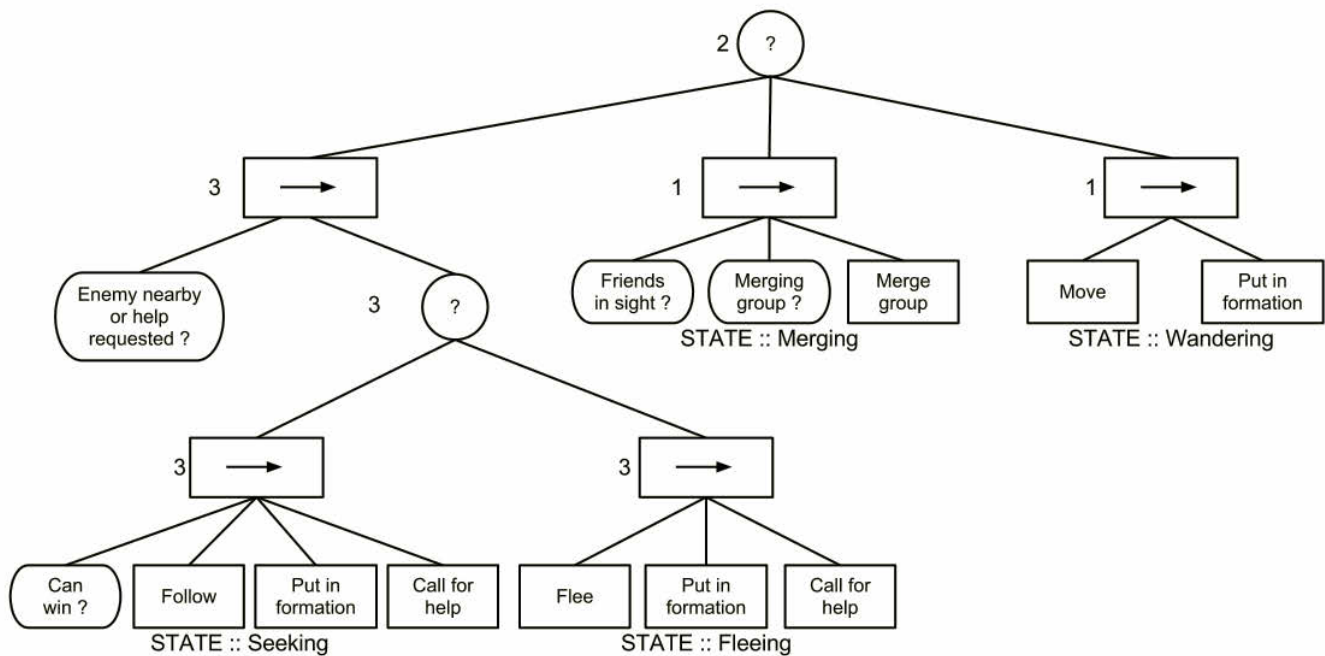 2
?
3
1
1
Enemy nearby
or help
requested ?
3
?
Friends
in sight ?
Merging
group ?
Merge
group
STATE :: Merging
Move
Put in
formation
STATE :: Wandering
3
3
Can
win ?
Follow
Put in
formation
Call for
help
STATE :: Seeking
Flee
Put in
formation
Call for
help
STATE :: Fleeing